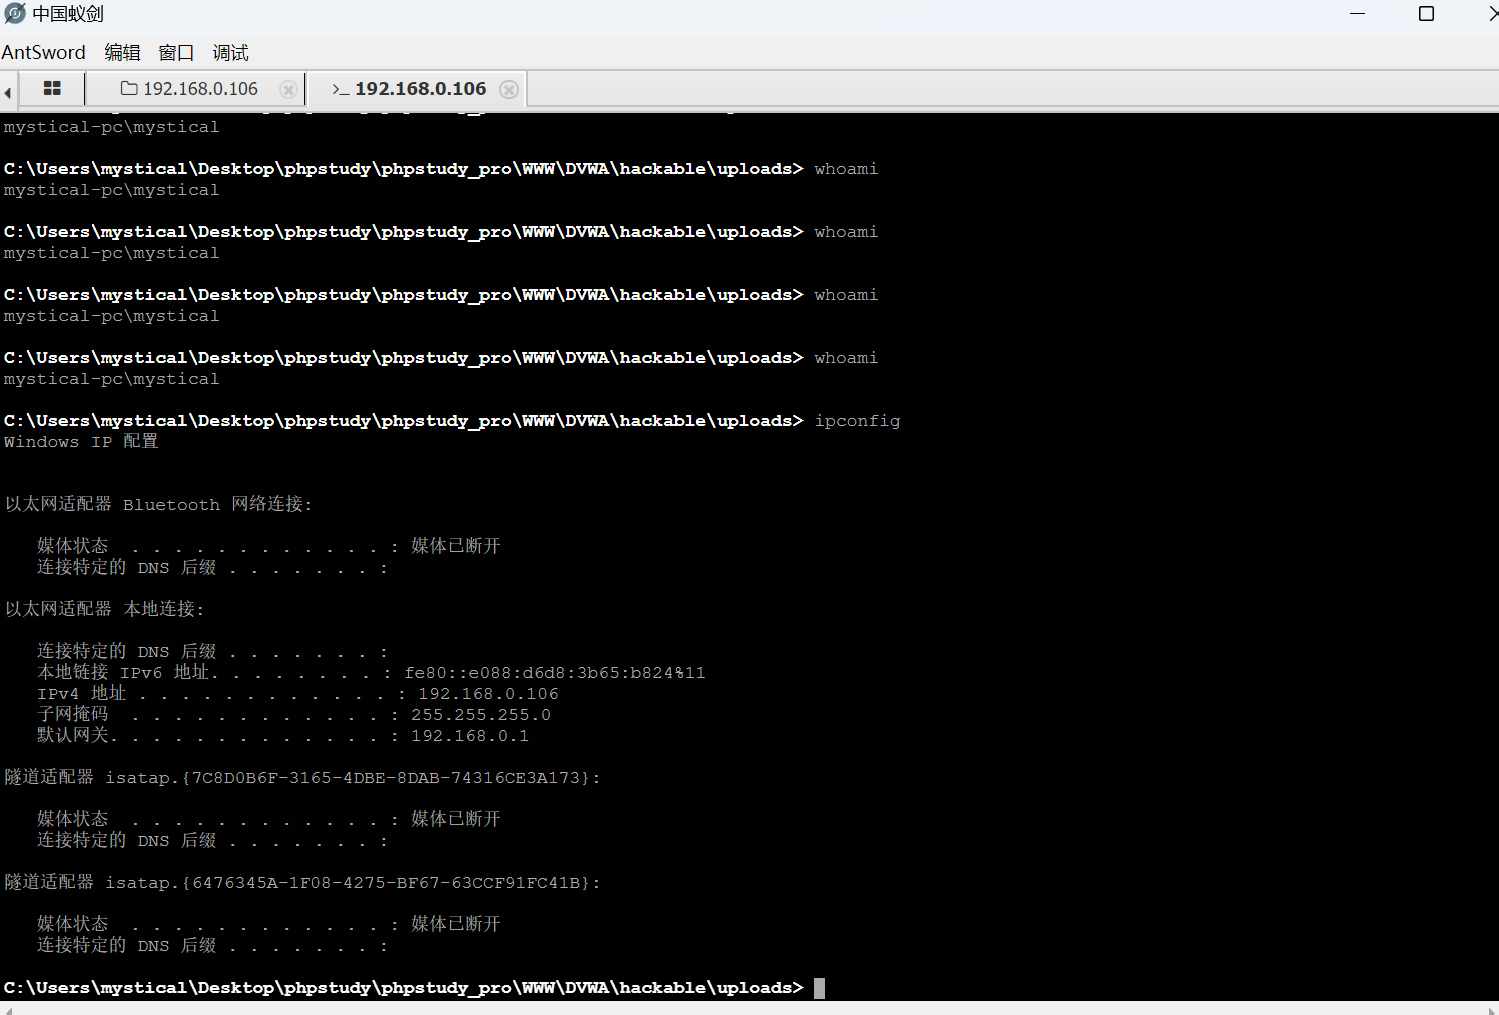 中国蚁剑
AntSword 编辑 窗口 调试
192.168.0.106 >_ 192.168.0.106
mystical-pc\mystical
C:\Users\mystical\Desktop\phpstudy\phpstudy_pro\WWW\DVWA\hackable\uploads> whoami
mystical-pc\mystical
C:\Users\mystical\Desktop\phpstudy\phpstudy_pro\WWW\DVWA\hackable\uploads> whoami
mystical-pc\mystical
C:\Users\mystical\Desktop\phpstudy\phpstudy_pro\WWW\DVWA\hackable\uploads> whoami
mystical-pc\mystical
C:\Users\mystical\Desktop\phpstudy\phpstudy_pro\WWW\DVWA\hackable\uploads> whoami
mystical-pc\mystical
C:\Users\mystical\Desktop\phpstudy\phpstudy_pro\WWW\DVWA\hackable\uploads> ipconfig
Windows IP 配置
以太网适配器 Bluetooth 网络连接:
媒体状态 . . . . . . . . . . . . . : 媒体已断开
连接特定的 DNS 后缀 . . . . . . . :
以太网适配器 本地连接:
连接特定的 DNS 后缀 . . . . . . . :
本地链接 IPv6 地址. . . . . . . . . : fe80::e088:d6d8:3b65:b824%11
IPv4 地址 . . . . . . . . . . . . . : 192.168.0.106
子网掩码 . . . . . . . . . . . . . : 255.255.255.0
默认网关. . . . . . . . . . . . . . : 192.168.0.1
隧道适配器 isatap.{7C8D0B6F-3165-4DBE-8DAB-74316CE3A173}:
媒体状态 . . . . . . . . . . . . . : 媒体已断开
连接特定的 DNS 后缀 . . . . . . . :
隧道适配器 isatap.{6476345A-1F08-4275-BF67-63CCF91FC41B}:
媒体状态 . . . . . . . . . . . . . : 媒体已断开
连接特定的 DNS 后缀 . . . . . . . :
C:\Users\mystical\Desktop\phpstudy\phpstudy_pro\WWW\DVWA\hackable\uploads>